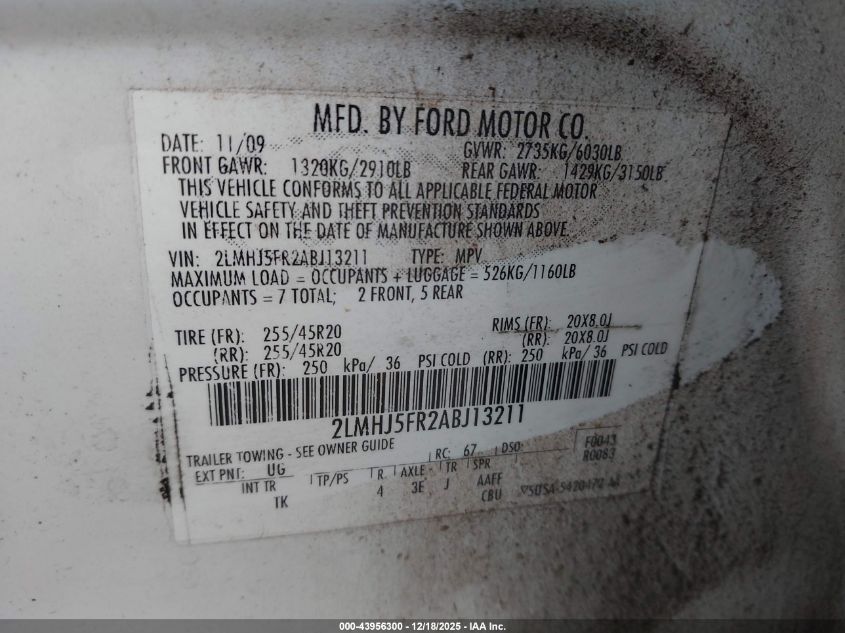 MFD. BY FORD MOTOR CO.
DATE: 11/09 GVWR: 2735KG/6030LB
FRONT GAWR: 1320KG/2910LB REAR GAWR: 1429KG/3150LB
THIS VEHICLE CONFORMS TO ALL APPLICABLE FEDERAL MOTOR
VEHICLE SAFETY AND THEFT PREVENTION STANDARDS
IN EFFECT ON THE DATE OF MANUFACTURE SHOWN ABOVE.
VIN: 2LMHJ5FR2ABJ13211 TYPE: MPV
MAXIMUM LOAD = OCCUPANTS + LUGGAGE = 526KG/1160LB
OCCUPANTS = 7 TOTAL; 2 FRONT, 5 REAR
TIRE (FR): 255/45R20 RIMS (FR): 20X8.0J
(RR): 255/45R20 (RR): 20X8.0J
PRESSURE (FR): 250 kPa/ 36 PSI COLD (RR): 250 kPa/ 36 PSI COLD
2LMHJ5FR2ABJ13211
TRAILER TOWING - SEE OWNER GUIDE RC: 67 DSO: F0043
EXT PNT: UG R0083
INT TR TP/PS R AXLE TR SPR
TK 4 3E J AAFF
CBU
000-43956300 - 12/18/2025 - IAA Inc.